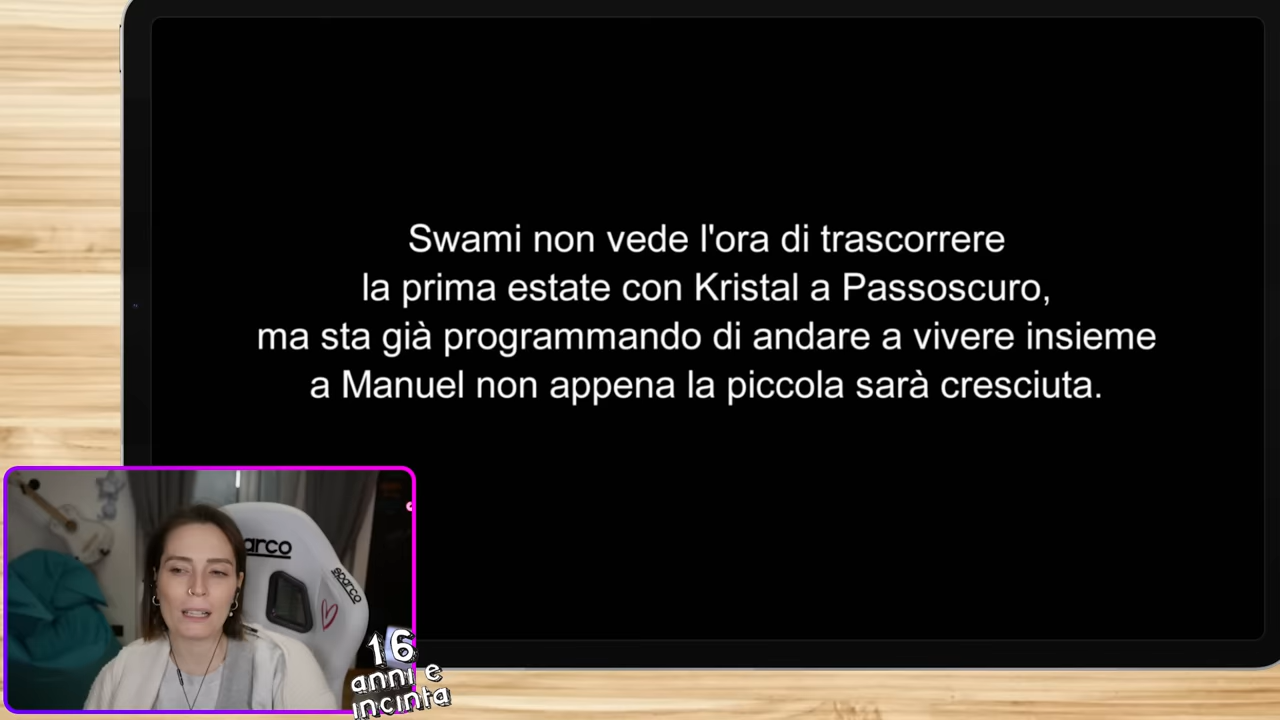 Swami non vede l'ora di trascorrere
la prima estate con Kristal a Passoscuro,
ma sta già programmando di andare a vivere insieme
a Manuel non appena la piccola sarà cresciuta.
arco
sparco
16
anni e
incinta